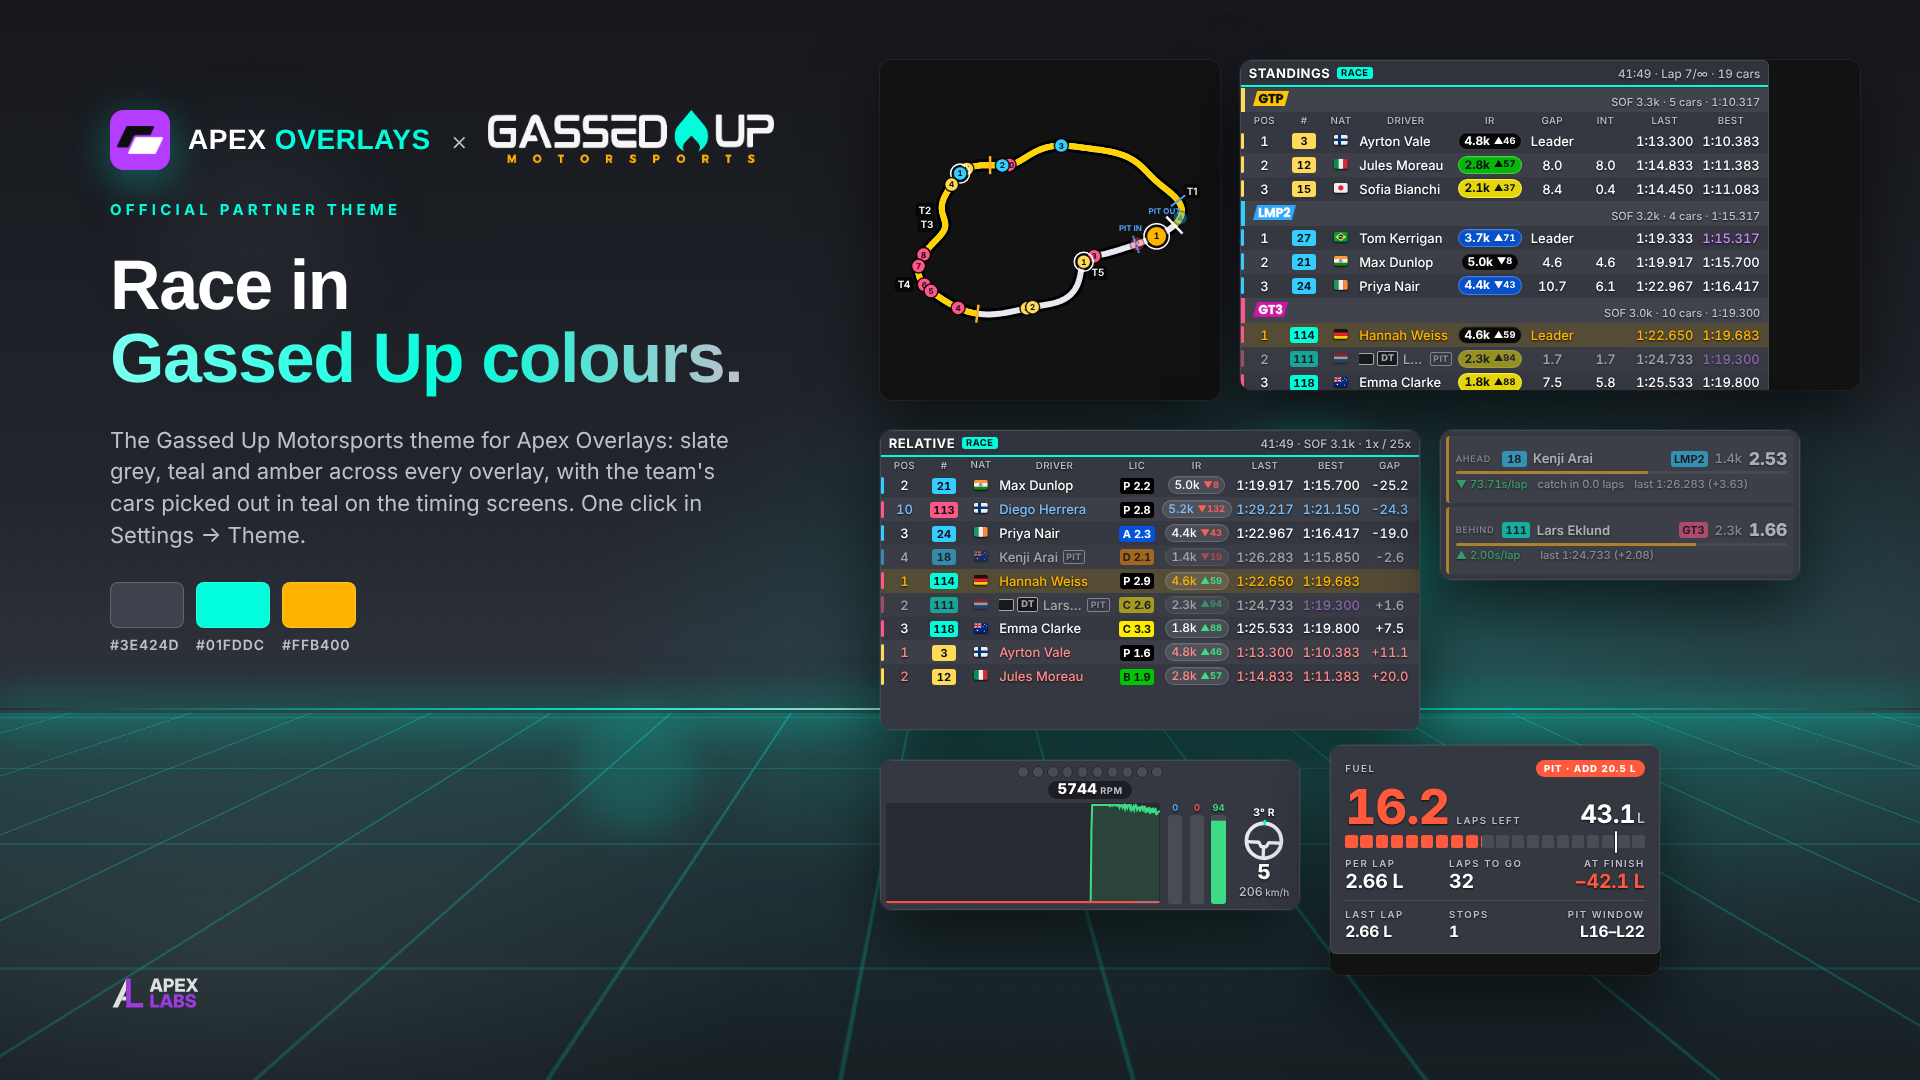 APEX OVERLAYS × GASSED UP
MOTORSPORTS
OFFICIAL PARTNER THEME
Race in
Gassed Up colours.
The Gassed Up Motorsports theme for Apex Overlays: slate
grey, teal and amber across every overlay, with the team's
cars picked out in teal on the timing screens. One click in
Settings → Theme.
#3E424D #01FDDC #FFB400
APEX
LABS
3
2
1
4
T1
T2
PIT OUT
T3
PIT IN
1
8
7
1
T5
T4
5
4
2
STANDINGS RACE 41:49 · Lap 7/∞ · 19 cars
GTP SOF 3.3k · 5 cars · 1:10.317
POS # NAT DRIVER IR GAP INT LAST BEST
1 3 Ayrton Vale 4.8k ▲46 Leader 1:13.300 1:10.383
2 12 Jules Moreau 2.8k ▲57 8.0 8.0 1:14.833 1:11.383
3 15 Sofia Bianchi 2.1k ▲37 8.4 0.4 1:14.450 1:11.083
LMP2 SOF 3.2k · 4 cars · 1:15.317
1 27 Tom Kerrigan 3.7k ▲71 Leader 1:19.333 1:15.317
2 21 Max Dunlop 5.0k ▼8 4.6 4.6 1:19.917 1:15.700
3 24 Priya Nair 4.4k ▼43 10.7 6.1 1:22.967 1:16.417
GT3 SOF 3.0k · 10 cars · 1:19.300
1 114 Hannah Weiss 4.6k ▲59 Leader 1:22.650 1:19.683
2 111 DT L... PIT 2.3k ▲94 1.7 1.7 1:24.733 1:19.300
3 118 Emma Clarke 1.8k ▲88 7.5 5.8 1:25.533 1:19.800
RELATIVE RACE 41:49 · SOF 3.1k · 1x / 25x
POS # NAT DRIVER LIC IR LAST BEST GAP
2 21 Max Dunlop P 2.2 5.0k ▼8 1:19.917 1:15.700 -25.2
10 113 Diego Herrera P 2.8 5.2k ▼132 1:29.217 1:21.150 -24.3
3 24 Priya Nair A 2.3 4.4k ▼43 1:22.967 1:16.417 -19.0
4 18 Kenji Arai PIT D 2.1 1.4k ▼19 1:26.283 1:15.850 -2.6
1 114 Hannah Weiss P 2.9 4.6k ▲59 1:22.650 1:19.683
2 111 DT Lars... PIT C 2.6 2.3k ▲94 1:24.733 1:19.300 +1.6
3 118 Emma Clarke C 3.3 1.8k ▲88 1:25.533 1:19.800 +7.5
1 3 Ayrton Vale P 1.6 4.8k ▲46 1:13.300 1:10.383 +11.1
2 12 Jules Moreau B 1.9 2.8k ▲57 1:14.833 1:11.383 +20.0
AHEAD 18 Kenji Arai LMP2 1.4k 2.53
▼ 73.71s/lap catch in 0.0 laps last 1:26.283 (+3.63)
BEHIND 111 Lars Eklund GT3 2.3k 1.66
▲ 2.00s/lap last 1:24.733 (+2.08)
5744 RPM
0 0 94
3° R
5
206 km/h
FUEL PIT · ADD 20.5 L
16.2 LAPS LEFT 43.1 L
PER LAP LAPS TO GO AT FINISH
2.66 L 32 −42.1 L
LAST LAP STOPS PIT WINDOW
2.66 L 1 L16–L22